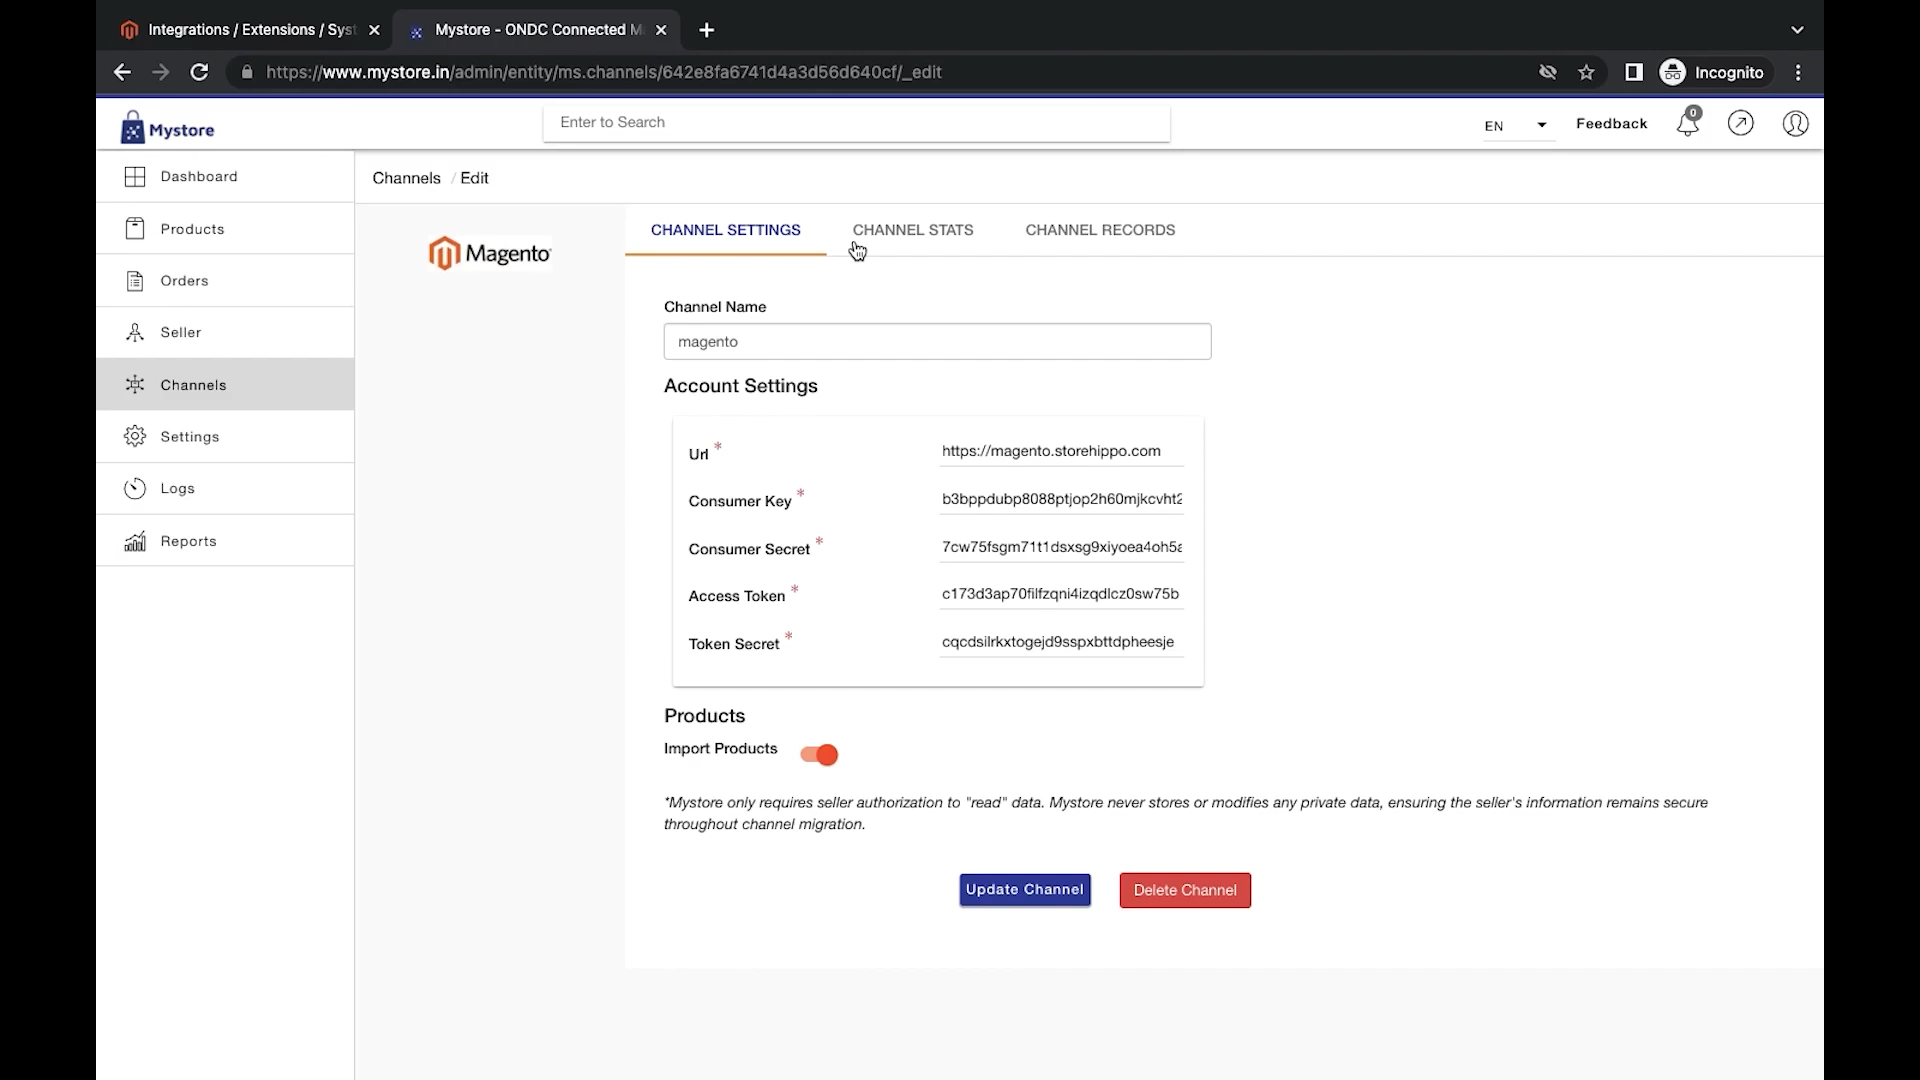 Integrations / Extensions / Syst
Mystore - ONDC Connected M
https://www.mystore.in/admin/entity/ms.channels/642e8fa6741d4a3d56d640cf/_edit
Incognito
Mystore
Enter to Search
EN
Feedback
0
Dashboard
Products
Orders
Seller
Channels
Settings
Logs
Reports
Channels / Edit
Magento
CHANNEL SETTINGS
CHANNEL STATS
CHANNEL RECORDS
Channel Name
magento
Account Settings
Url *
https://magento.storehippo.com
Consumer Key *
b3bppdubp8088ptjop2h60mjkcvht2
Consumer Secret *
7cw75fsgm71t1dsxsg9xiyoea4oh5a
Access Token *
c173d3ap70filfzqni4izqdlcz0sw75b
Token Secret *
cqcdsilrkxtogejd9sspxbttdpheesje
Products
Import Products
*Mystore only requires seller authorization to "read" data. Mystore never stores or modifies any private data, ensuring the seller's information remains secure
throughout channel migration.
Update Channel
Delete Channel